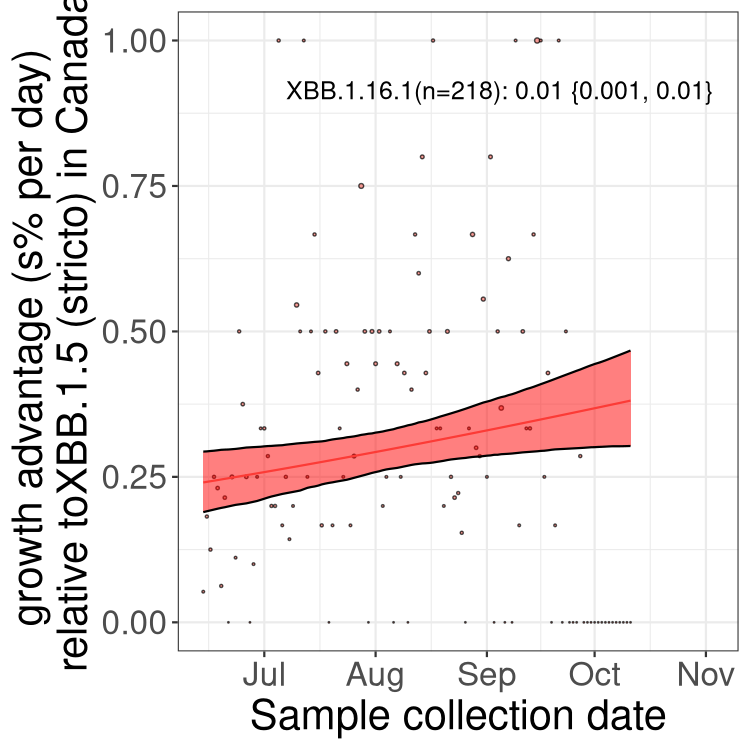 growth advantage (s% per day)
relative toXBB.1.5 (stricto) in Canada
1.00
0.75
0.50
0.25
0.00
XBB.1.16.1(n=218): 0.01 {0.001, 0.01}
Jul Aug Sep Oct Nov
Sample collection date